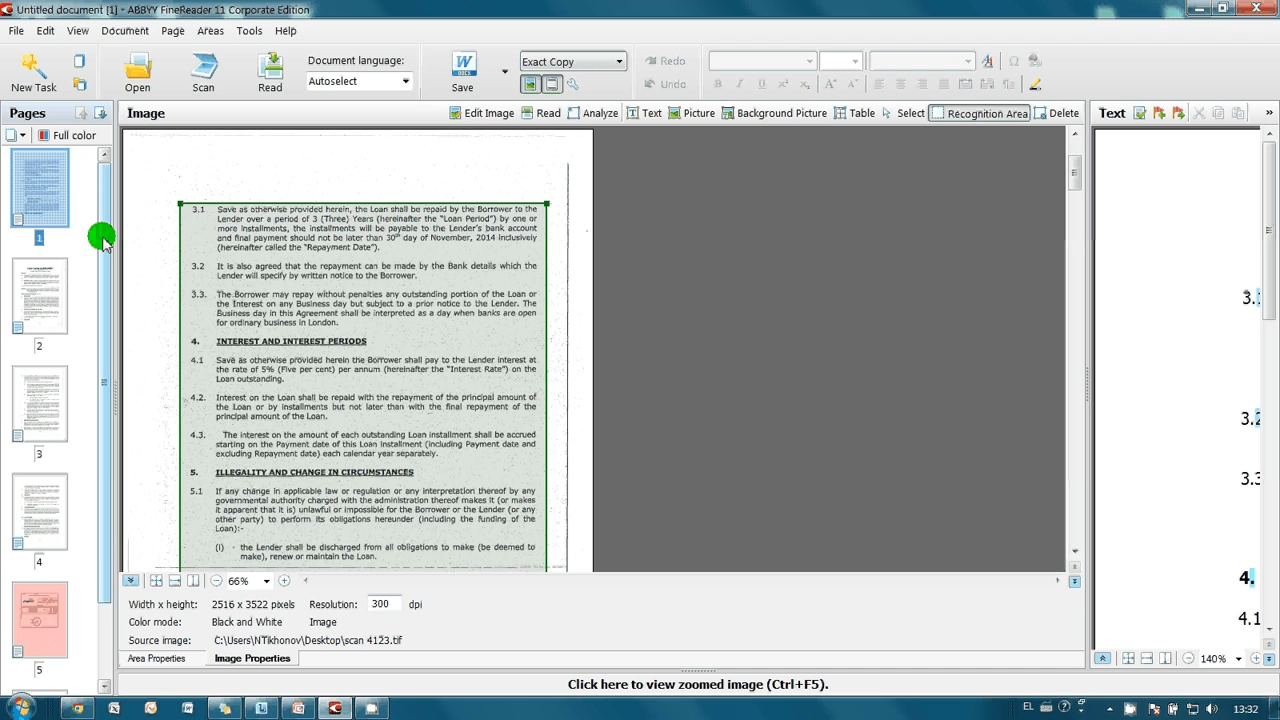 Untitled document [1] - ABBYY FineReader 11 Corporate Edition
File Edit View Document Page Areas Tools Help
New Task
Open
Scan
Read
Document language:
Autoselect
Save
Exact Copy
Redo
Undo
B I U
Pages
Full color
1
2
3
4
5
Image
Edit Image Read Analyze Text Picture Background Picture Table Select Recognition Area Delete
3.1 Save as otherwise provided herein, the Loan shall be repaid by the Borrower to the
Lender over a period of 3 (Three) Years (hereinafter the "Loan Period") by one or
more installments, the installments will be payable to the Lender's bank account
and final payment should not be later than 30th day of November, 2014 inclusively
(hereinafter called the "Repayment Date").
3.2 It is also agreed that the repayment can be made by the Bank details which the
Lender will specify by written notice to the Borrower.
3.3. The Borrower may repay without penalties any outstanding portion of the Loan or
the Interest on any Business day but subject to a prior notice to the Lender. The
Business day in this Agreement shall be interpreted as a day when banks are open
for ordinary business in London.
4. INTEREST AND INTEREST PERIODS
4.1 Save as otherwise provided herein the Borrower shall pay to the Lender interest at
the rate of 5% (Five per cent) per annum (hereinafter the "Interest Rate") on the
Loan outstanding.
4.2. Interest on the Loan shall be repaid with the repayment of the principal amount of
the Loan or by installments but not later than with the final repayment of the
principal amount of the Loan.
4.3. The interest on the amount of each outstanding Loan installment shall be accrued
starting on the Payment date of this Loan installment (including Payment date and
excluding Repayment date) each calendar year separately.
5. ILLEGALITY AND CHANGE IN CIRCUMSTANCES
5.1 If any change in applicable law or regulation or any interpretation thereof by any
governmental authority charged with the administration thereof makes it (or makes
it apparent that it is) unlawful or impossible for the Borrower or the Lender (or any
other party) to perform its obligations hereunder (including the funding of the
Loan):-
(i) - the Lender shall be discharged from all obligations to make (be deemed to
make), renew or maintain the Loan.
66%
Width x height: 2516 x 3522 pixels Resolution: 300 dpi
Color mode: Black and White Image
Source image: C:\Users\NTikhonov\Desktop\scan 4123.tif
Area Properties Image Properties
Text
3.1
3.2
3.3
4.
4.1
140%
Click here to view zoomed image (Ctrl+F5).
EL
13:32